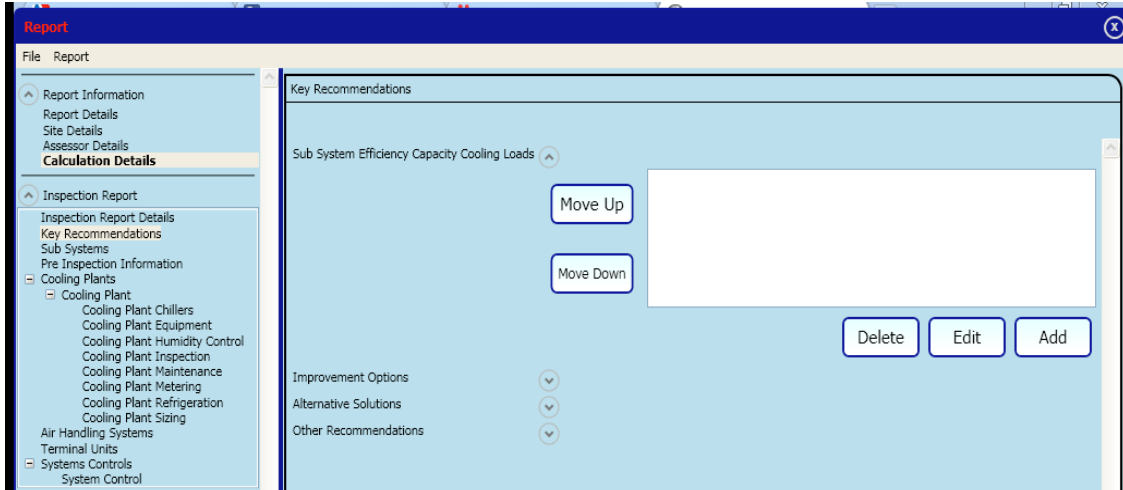 Report
File Report
Report Information
Report Details
Site Details
Assessor Details
Calculation Details
Inspection Report
Inspection Report Details
Key Recommendations
Sub Systems
Pre Inspection Information
Cooling Plants
Cooling Plant
Cooling Plant Chillers
Cooling Plant Equipment
Cooling Plant Humidity Control
Cooling Plant Inspection
Cooling Plant Maintenance
Cooling Plant Metering
Cooling Plant Refrigeration
Cooling Plant Sizing
Air Handling Systems
Terminal Units
Systems Controls
System Control
Key Recommendations
Sub System Efficiency Capacity Cooling Loads
Move Up
Move Down
Delete Edit Add
Improvement Options
Alternative Solutions
Other Recommendations